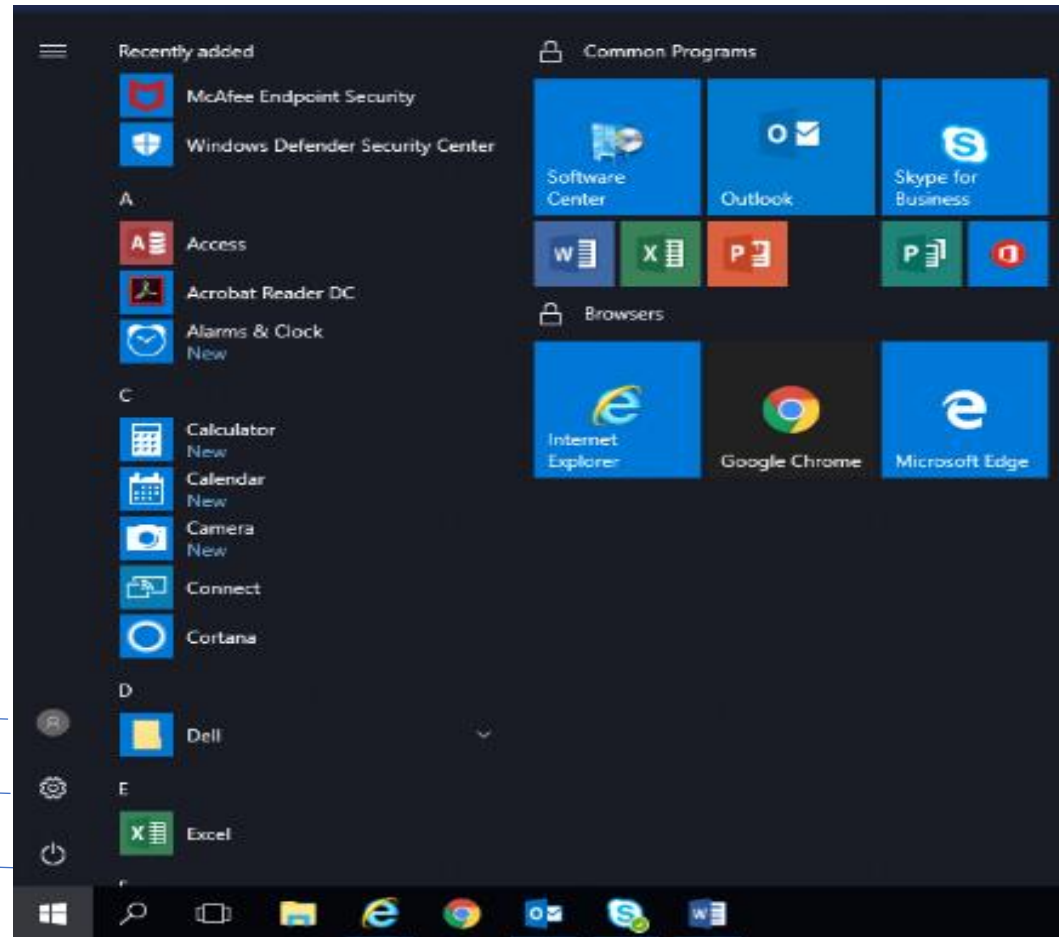 Recently added
McAfee Endpoint Security
Windows Defender Security Center
A
Access
Acrobat Reader DC
Alarms & Clock
New
C
Calculator
New
Calendar
New
Camera
New
Connect
Cortana
D
Dell
E
Excel
Common Programs
Software
Center
Outlook
Skype for
Business
Browsers
Internet
Explorer
Google Chrome
Microsoft Edge